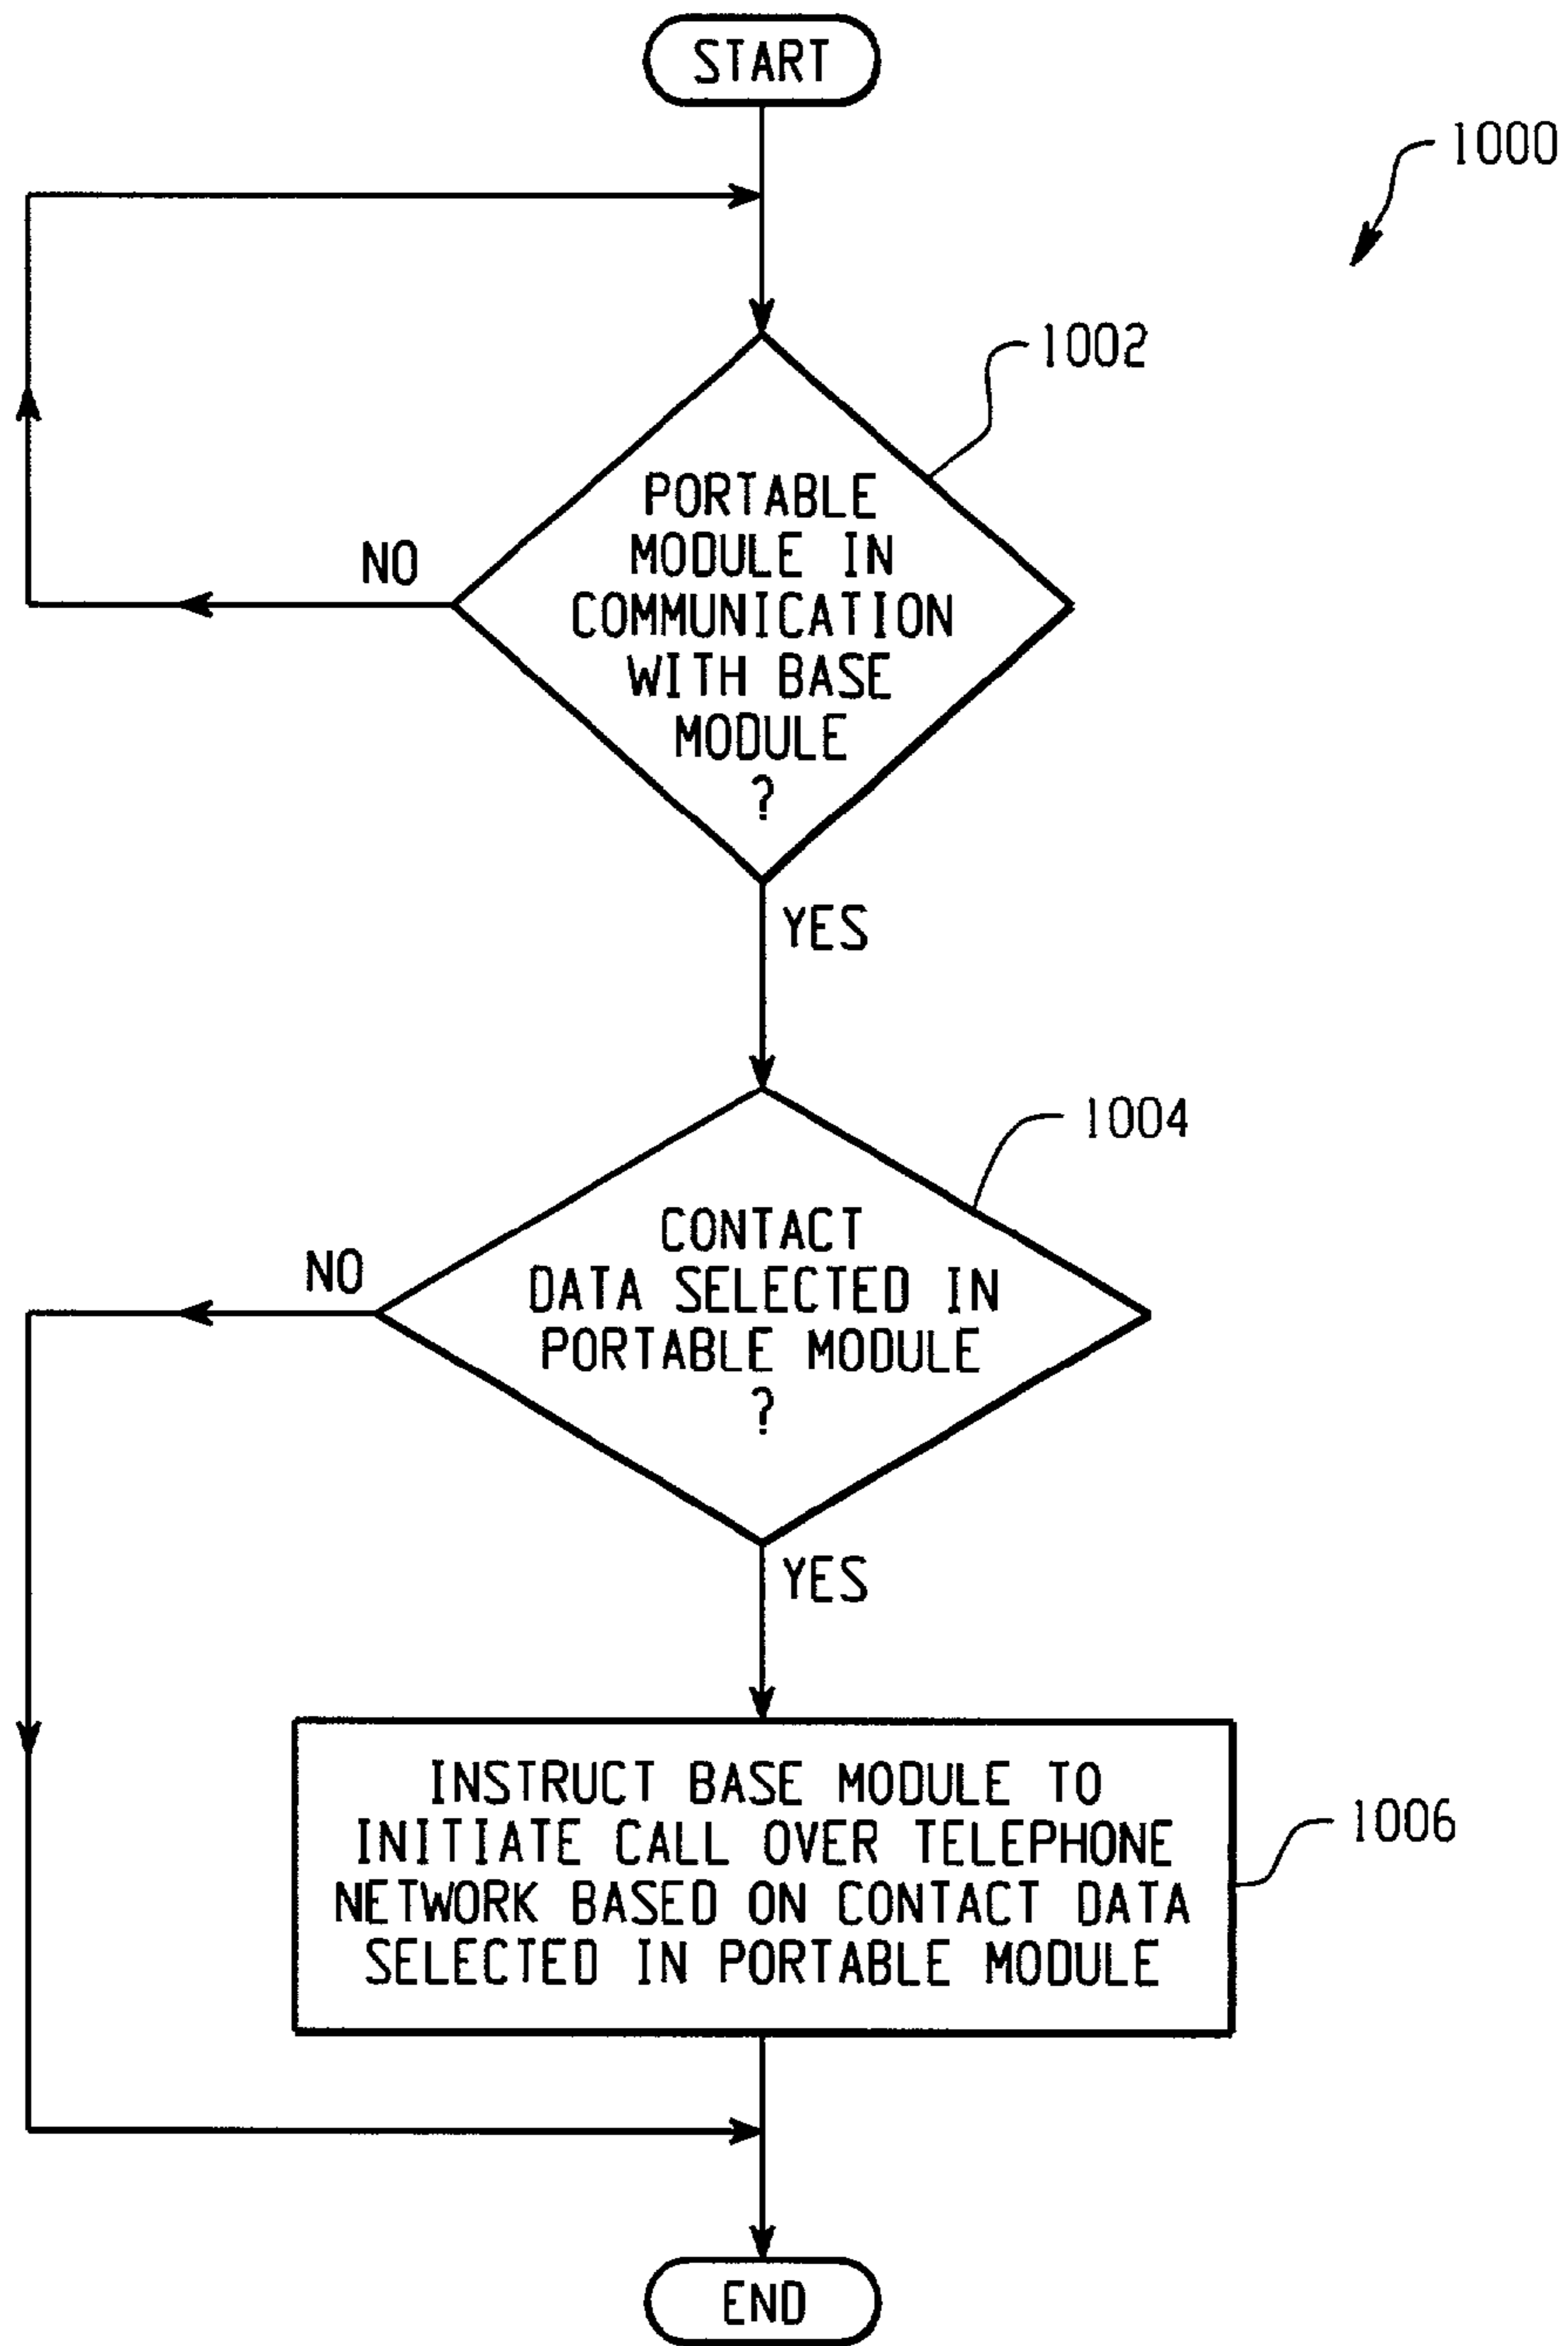 START
1000
1002
PORTABLE
MODULE IN
COMMUNICATION
WITH BASE
MODULE
?
NO
YES
1004
CONTACT
DATA SELECTED IN
PORTABLE MODULE
?
NO
YES
INSTRUCT BASE MODULE TO
INITIATE CALL OVER TELEPHONE
NETWORK BASED ON CONTACT DATA
SELECTED IN PORTABLE MODULE
1006
END